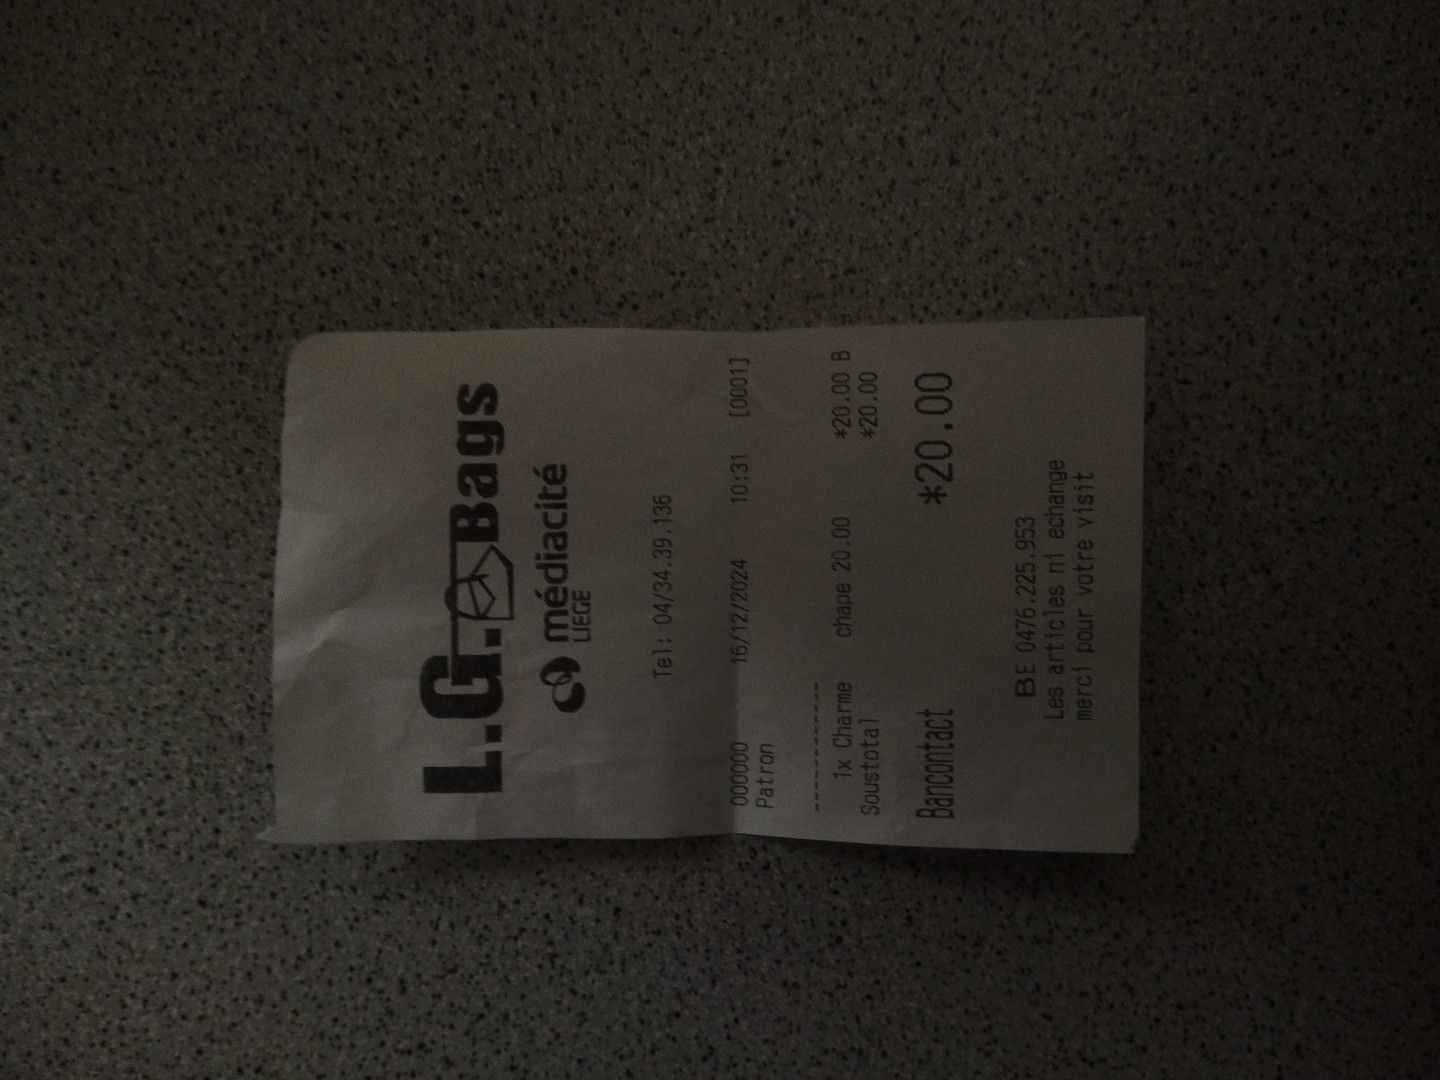 L.G. Bags
médiacité
LIEGE
Tel: 04/34.39.136
000000 16/12/2024 10:31 [0001]
Patron
-----------
1x Charme chape 20.00 *20.00 B
Soustotal *20.00
Bancontact *20.00
BE 0476.225.953
Les articles ni echange
merci pour votre visit